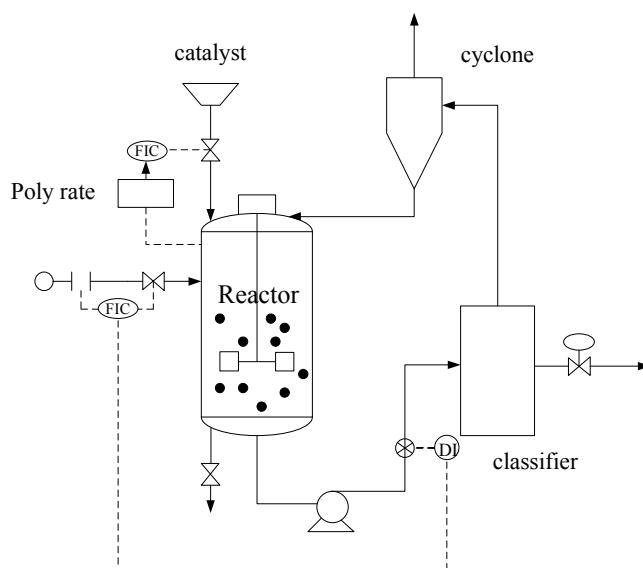 catalyst
cyclone
FIC
Poly rate
Reactor
FIC
DI
classifier